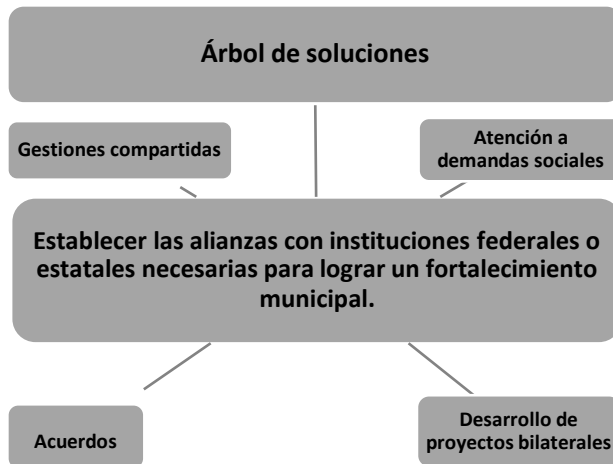 Árbol de soluciones
Gestiones compartidas
Atención a
demandas sociales
Establecer las alianzas con instituciones federales o
estatales necesarias para lograr un fortalecimiento
municipal.
Acuerdos
Desarrollo de
proyectos bilaterales